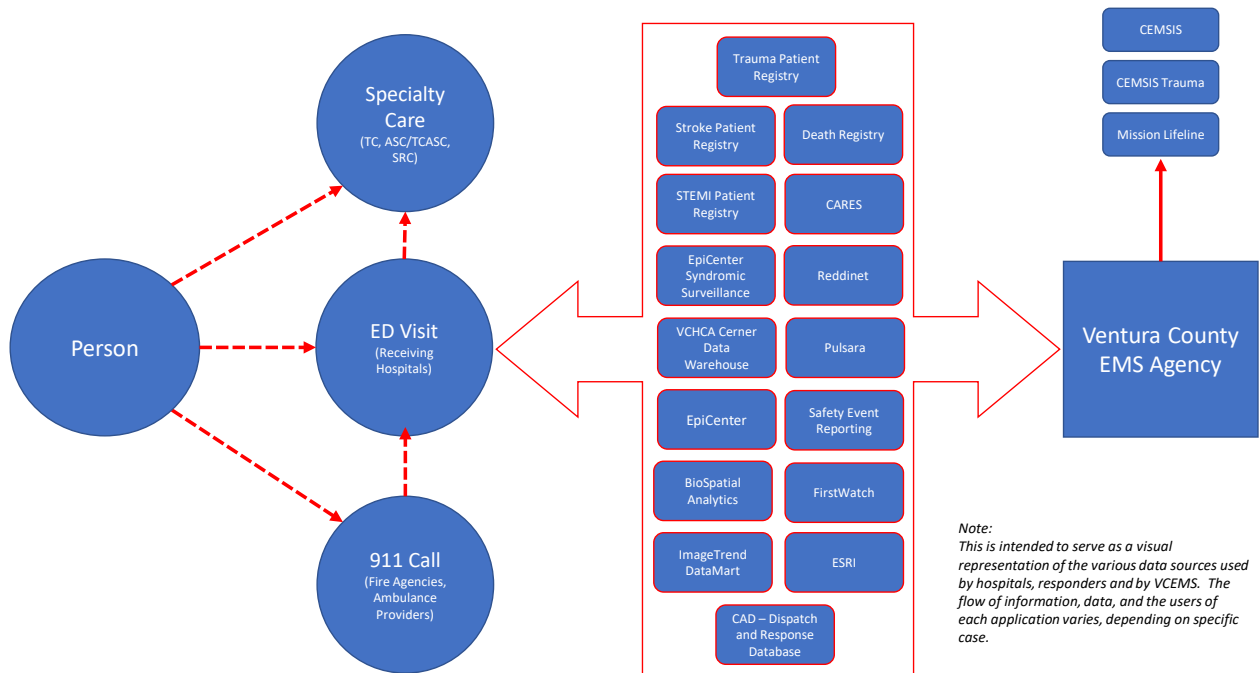 Specialty
Care
(TC, ASC/TCASC,
SRC)
Person
ED Visit
(Receiving
Hospitals)
911 Call
(Fire Agencies,
Ambulance
Providers)
Trauma Patient
Registry
Stroke Patient
Registry
Death Registry
STEMI Patient
Registry
CARES
EpiCenter
Syndromic
Surveillance
Reddinet
VCHCA Cerner
Data
Warehouse
Pulsara
EpiCenter
Safety Event
Reporting
BioSpatial
Analytics
FirstWatch
ImageTrend
DataMart
ESRI
CAD – Dispatch
and Response
Database
CEMSIS
CEMSIS Trauma
Mission Lifeline
Ventura County
EMS Agency
Note:
This is intended to serve as a visual
representation of the various data sources used
by hospitals, responders and by VCEMS.  The
flow of information, data, and the users of
each application varies, depending on specific
case.